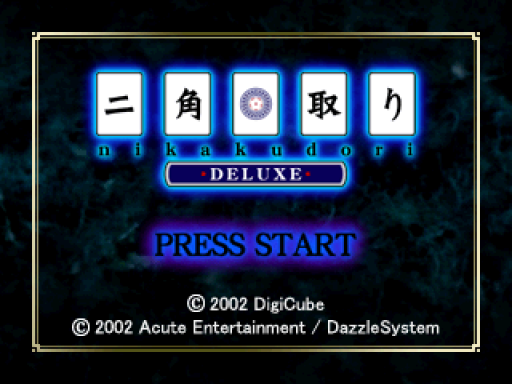 二角取り
nikakudori
DELUXE
PRESS START
© 2002 DigiCube
© 2002 Acute Entertainment / DazzleSystem